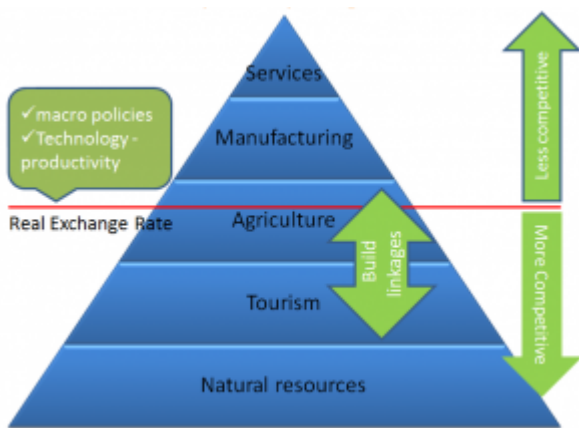 Services
✓macro policies
✓Technology -
productivity
Manufacturing
Real Exchange Rate
Agriculture
Build
linkages
Tourism
Natural resources
Less competitive
More Competitive